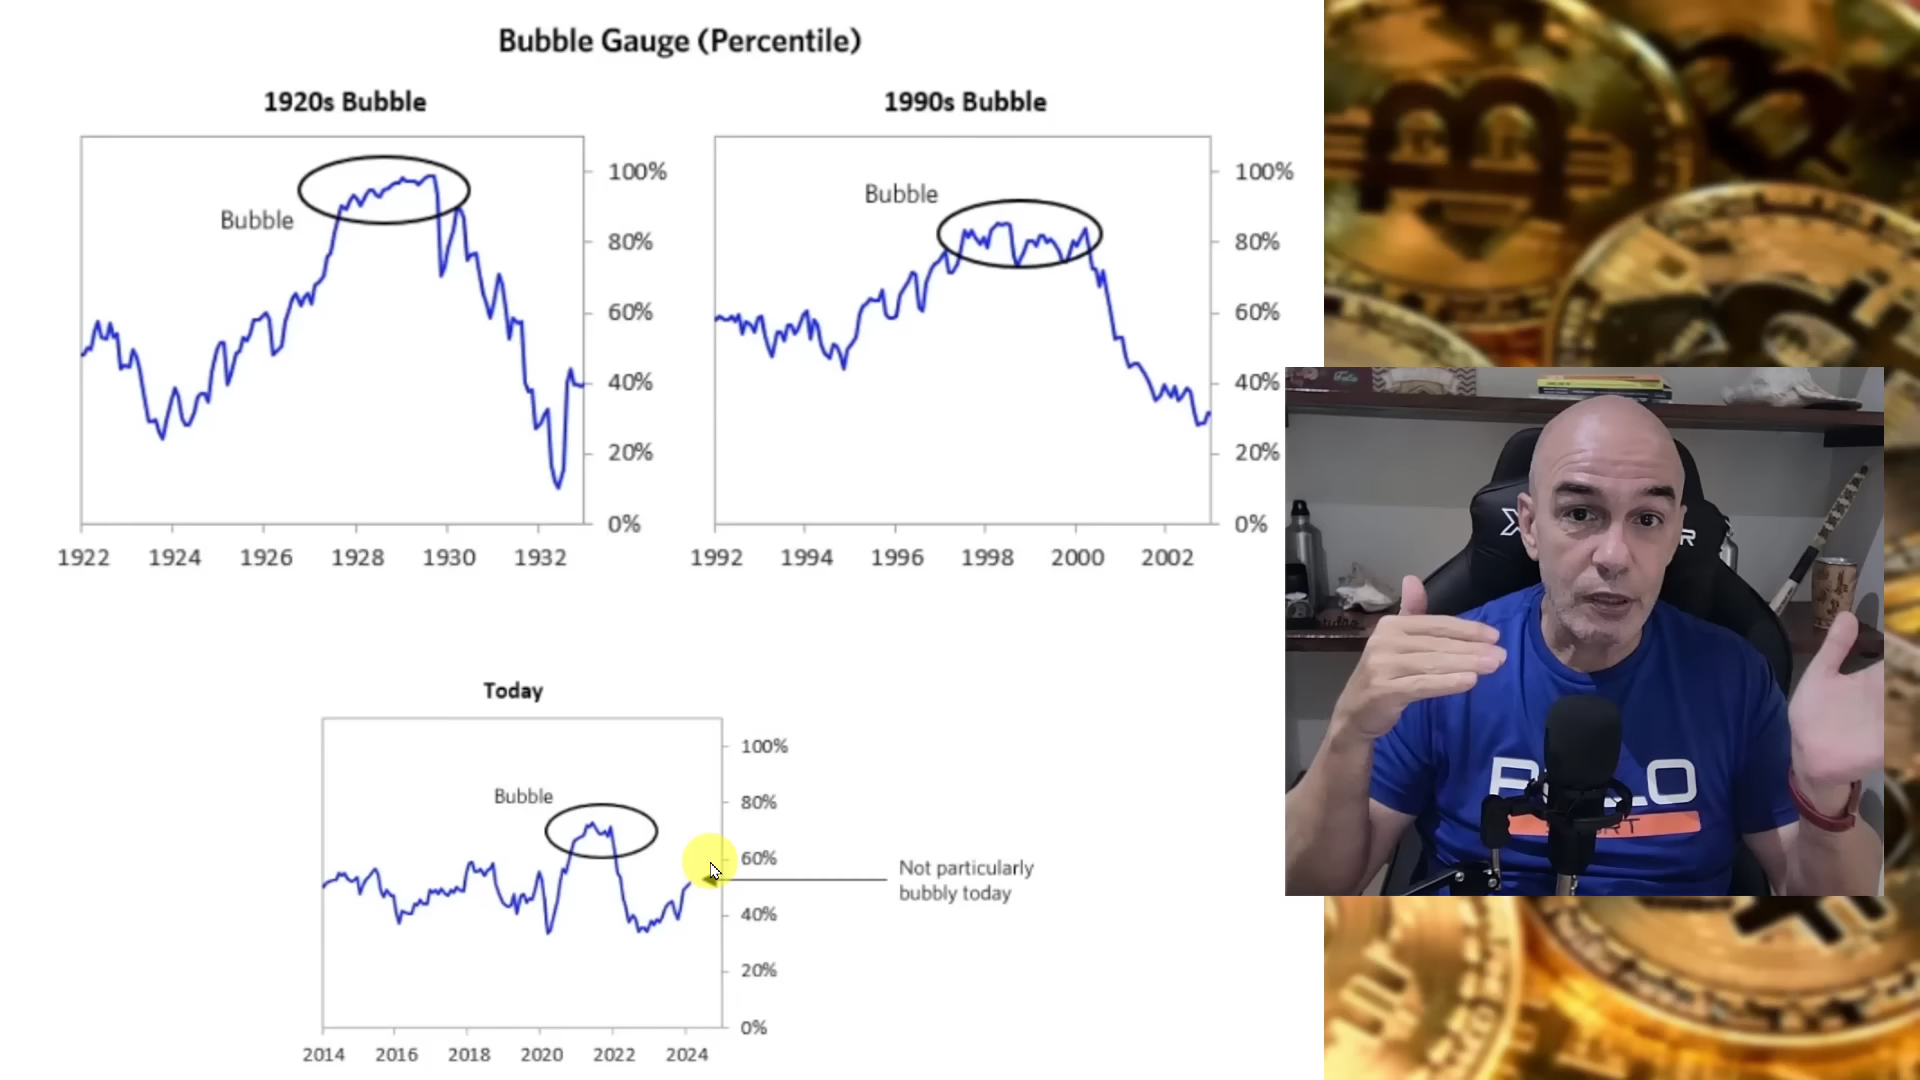 Bubble Gauge (Percentile)
1920s Bubble
Bubble
100%
80%
60%
40%
20%
0%
1922 1924 1926 1928 1930 1932
1990s Bubble
Bubble
100%
80%
60%
40%
20%
0%
1992 1994 1996 1998 2000 2002
Today
Bubble
100%
80%
60%
40%
20%
0%
2014 2016 2018 2020 2022 2024
Not particularly
bubbly today
X
R